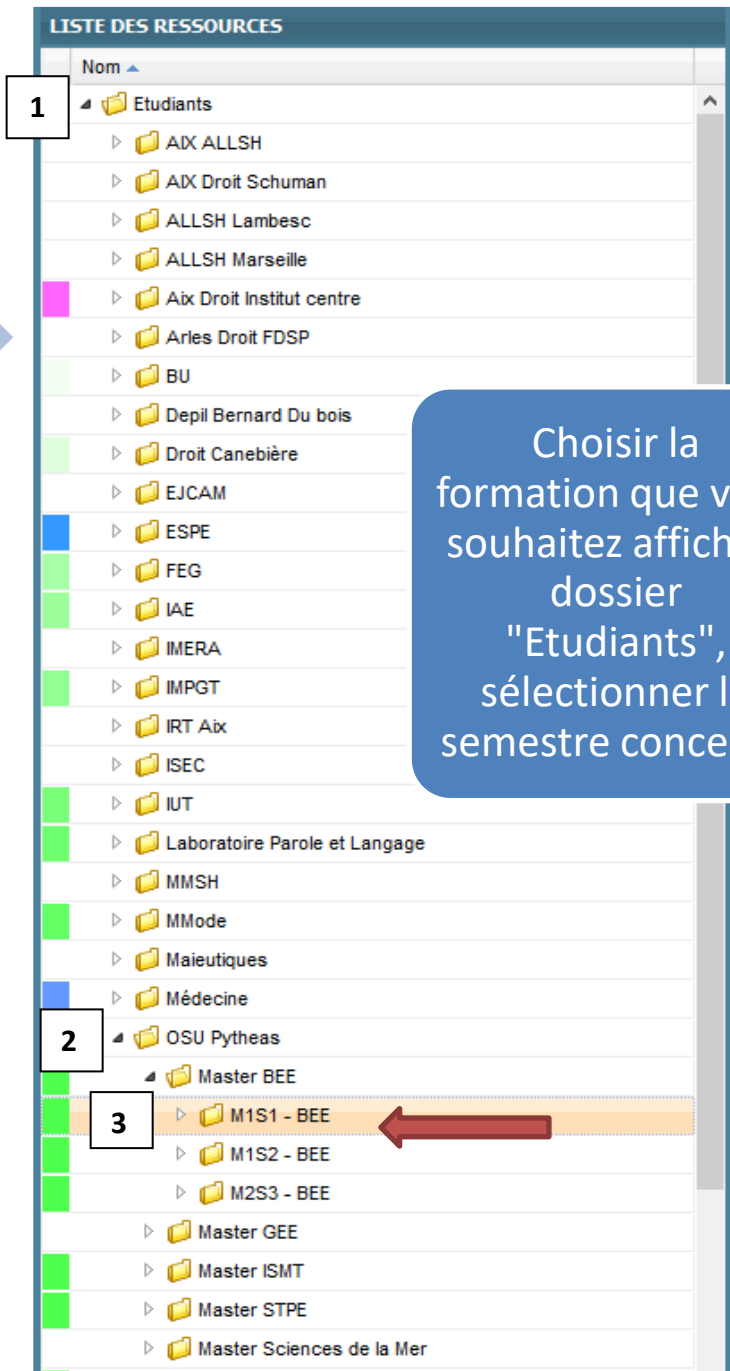 LISTE DES RESSOURCES
Nom
1
Etudiants
AIX ALLSH
AIX Droit Schuman
ALLSH Lambesc
ALLSH Marseille
Aix Droit Institut centre
Arles Droit FDSP
BU
Depil Bernard Du bois
Droit Canebière
EJCAM
ESPE
FEG
IAE
IMERA
IMPGT
IRT Aix
ISEC
IUT
Laboratoire Parole et Langage
MMSH
MMode
Maieutiques
Médecine
2
OSU Pytheas
Master BEE
3
M1S1 - BEE
M1S2 - BEE
M2S3 - BEE
Master GEE
Master ISMT
Master STPE
Master Sciences de la Mer
Choisir la
formation que
souhaitez
dossier
"Etudiants",
sélectionner
semestre